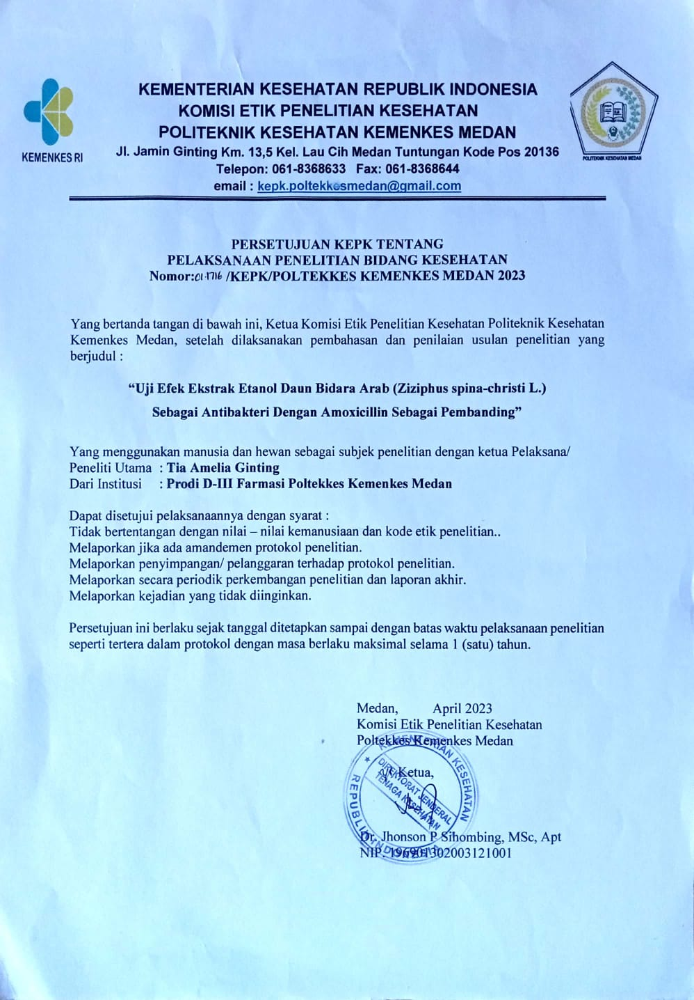 KEMENTERIAN KESEHATAN REPUBLIK INDONESIA
KOMISI ETIK PENELITIAN KESEHATAN
POLITEKNIK KESEHATAN KEMENKES MEDAN
Jl. Jamin Ginting Km. 13,5 Kel. Lau Cih Medan Tuntungan Kode Pos 20136
Telepon: 061-8368633 Fax: 061-8368644
email : kepk.poltekkesmedan@gmail.com
KEMENKES RI
POLITEKNIK KESEHATAN MEDAN
PERSETUJUAN KEPK TENTANG
PELAKSANAAN PENELITIAN BIDANG KESEHATAN
Nomor:01.1716 /KEPK/POLTEKKES KEMENKES MEDAN 2023
Yang bertanda tangan di bawah ini, Ketua Komisi Etik Penelitian Kesehatan Politeknik Kesehatan
Kemenkes Medan, setelah dilaksanakan pembahasan dan penilaian usulan penelitian yang
berjudul :
“Uji Efek Ekstrak Etanol Daun Bidara Arab (Ziziphus spina-christi L.)
Sebagai Antibakteri Dengan Amoxicillin Sebagai Pembanding”
Yang menggunakan manusia dan hewan sebagai subjek penelitian dengan ketua Pelaksana/
Peneliti Utama : Tia Amelia Ginting
Dari Institusi : Prodi D-III Farmasi Poltekkes Kemenkes Medan
Dapat disetujui pelaksanaannya dengan syarat :
Tidak bertentangan dengan nilai – nilai kemanusiaan dan kode etik penelitian..
Melaporkan jika ada amandemen protokol penelitian.
Melaporkan penyimpangan/ pelanggaran terhadap protokol penelitian.
Melaporkan secara periodik perkembangan penelitian dan laporan akhir.
Melaporkan kejadian yang tidak diinginkan.
Persetujuan ini berlaku sejak tanggal ditetapkan sampai dengan batas waktu pelaksanaan penelitian
seperti tertera dalam protokol dengan masa berlaku maksimal selama 1 (satu) tahun.
Medan, April 2023
Komisi Etik Penelitian Kesehatan
Poltekkes Kemenkes Medan
Ketua,
KEMENTERIAN KESEHATAN
DIREKTORAT JENDERAL
TENAGA KESEHATAN
REPUBLIK INDONESIA
Dr. Jhonson P Sihombing, MSc, Apt
NIP. 196901302003121001